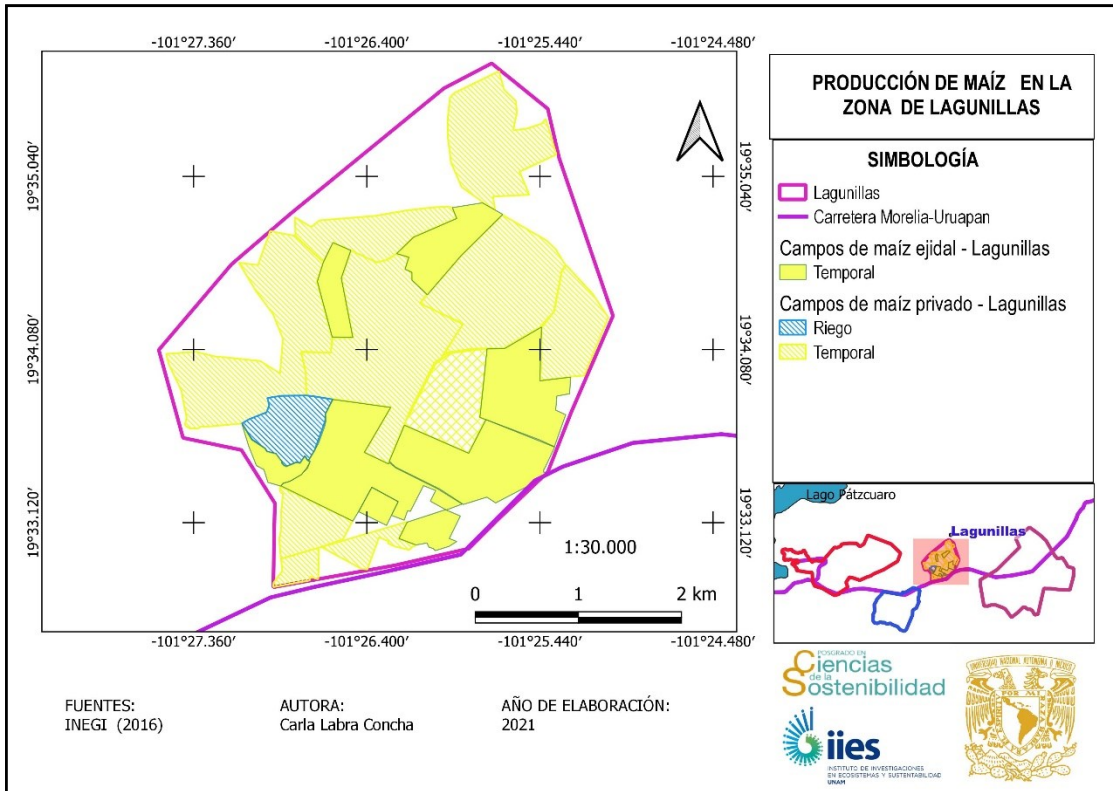 -101°27.360′
-101°26.400′
-101°25.440′
-101°24.480′
19°35.040′
19°34.080′
19°33.120′
19°35.040′
19°34.080′
19°33.120′
1:30.000
0 1 2 km
-101°27.360′
-101°26.400′
-101°25.440′
-101°24.480′
PRODUCCIÓN DE MAÍZ EN LA
ZONA DE LAGUNILLAS
SIMBOLOGÍA
Lagunillas
Carretera Morelia-Uruapan
Campos de maíz ejidal - Lagunillas
Temporal
Campos de maíz privado - Lagunillas
Riego
Temporal
Lago Pátzcuaro
Lagunillas
FUENTES:
INEGI (2016)
AUTORA:
Carla Labra Concha
AÑO DE ELABORACIÓN:
2021
POSGRADO EN
Ciencias
de la
Sostenibilidad
iies
INSTITUTO DE INVESTIGACIONES
EN ECOSISTEMAS Y SUSTENTABILIDAD
UNAM